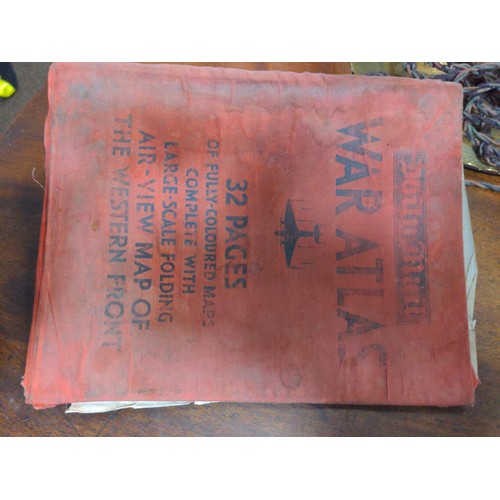 WAR ATLAS
32 PAGES
OF FULLY-COLOURED MAPS
COMPLETE WITH
LARGE-SCALE FOLDING
AIR-VIEW MAP OF
THE WESTERN FRONT